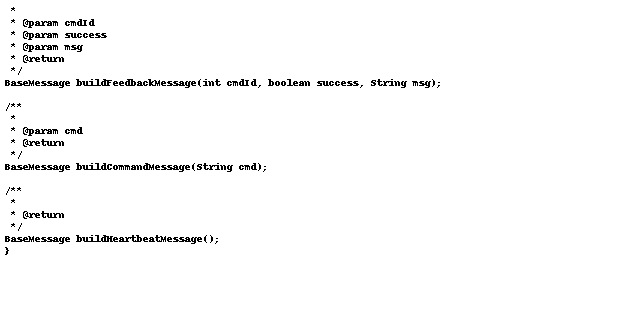 *
* @param cmdId
* @param success
* @param msg
* @return
*/
BaseMessage buildFeedbackMessage(int cmdId, boolean success, String msg);
/**
*
* @param cmd
* @return
*/
BaseMessage buildCommandMessage(String cmd);
/**
*
* @return
*/
BaseMessage buildHeartbeatMessage();
}